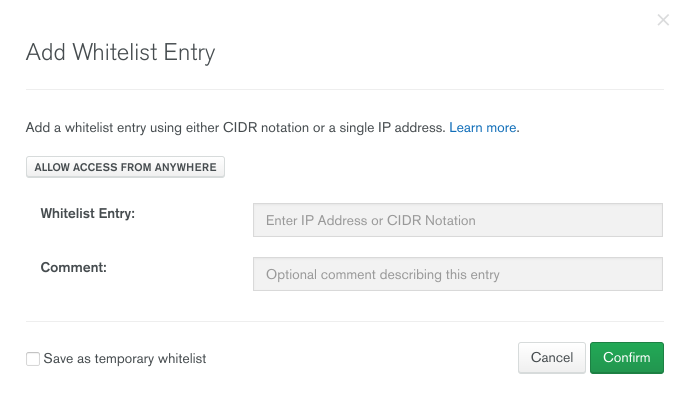 Add Whitelist Entry
Add a whitelist entry using either CIDR notation or a single IP address. Learn more.
ALLOW ACCESS FROM ANYWHERE
Whitelist Entry: Enter IP Address or CIDR Notation
Comment: Optional comment describing this entry
Save as temporary whitelist Cancel Confirm